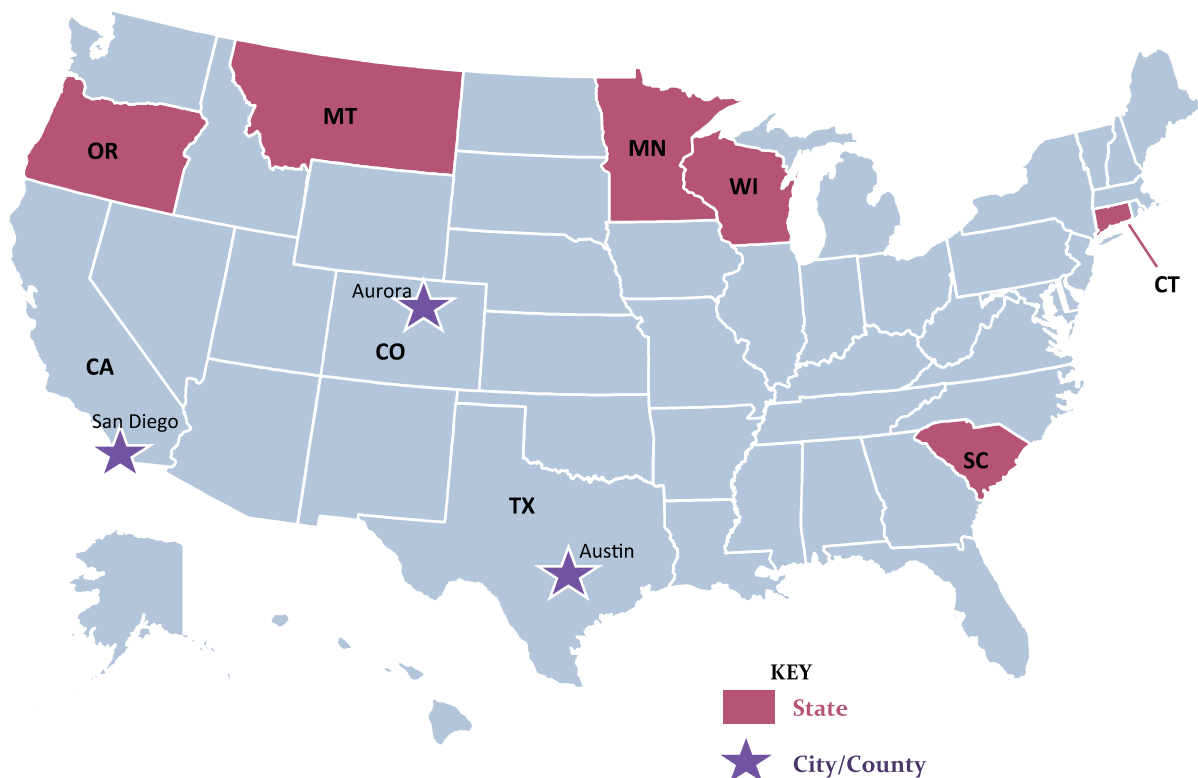 MT
OR
MN
WI
CT
Aurora
CO
CA
San Diego
SC
TX
Austin
KEY
State
City/County